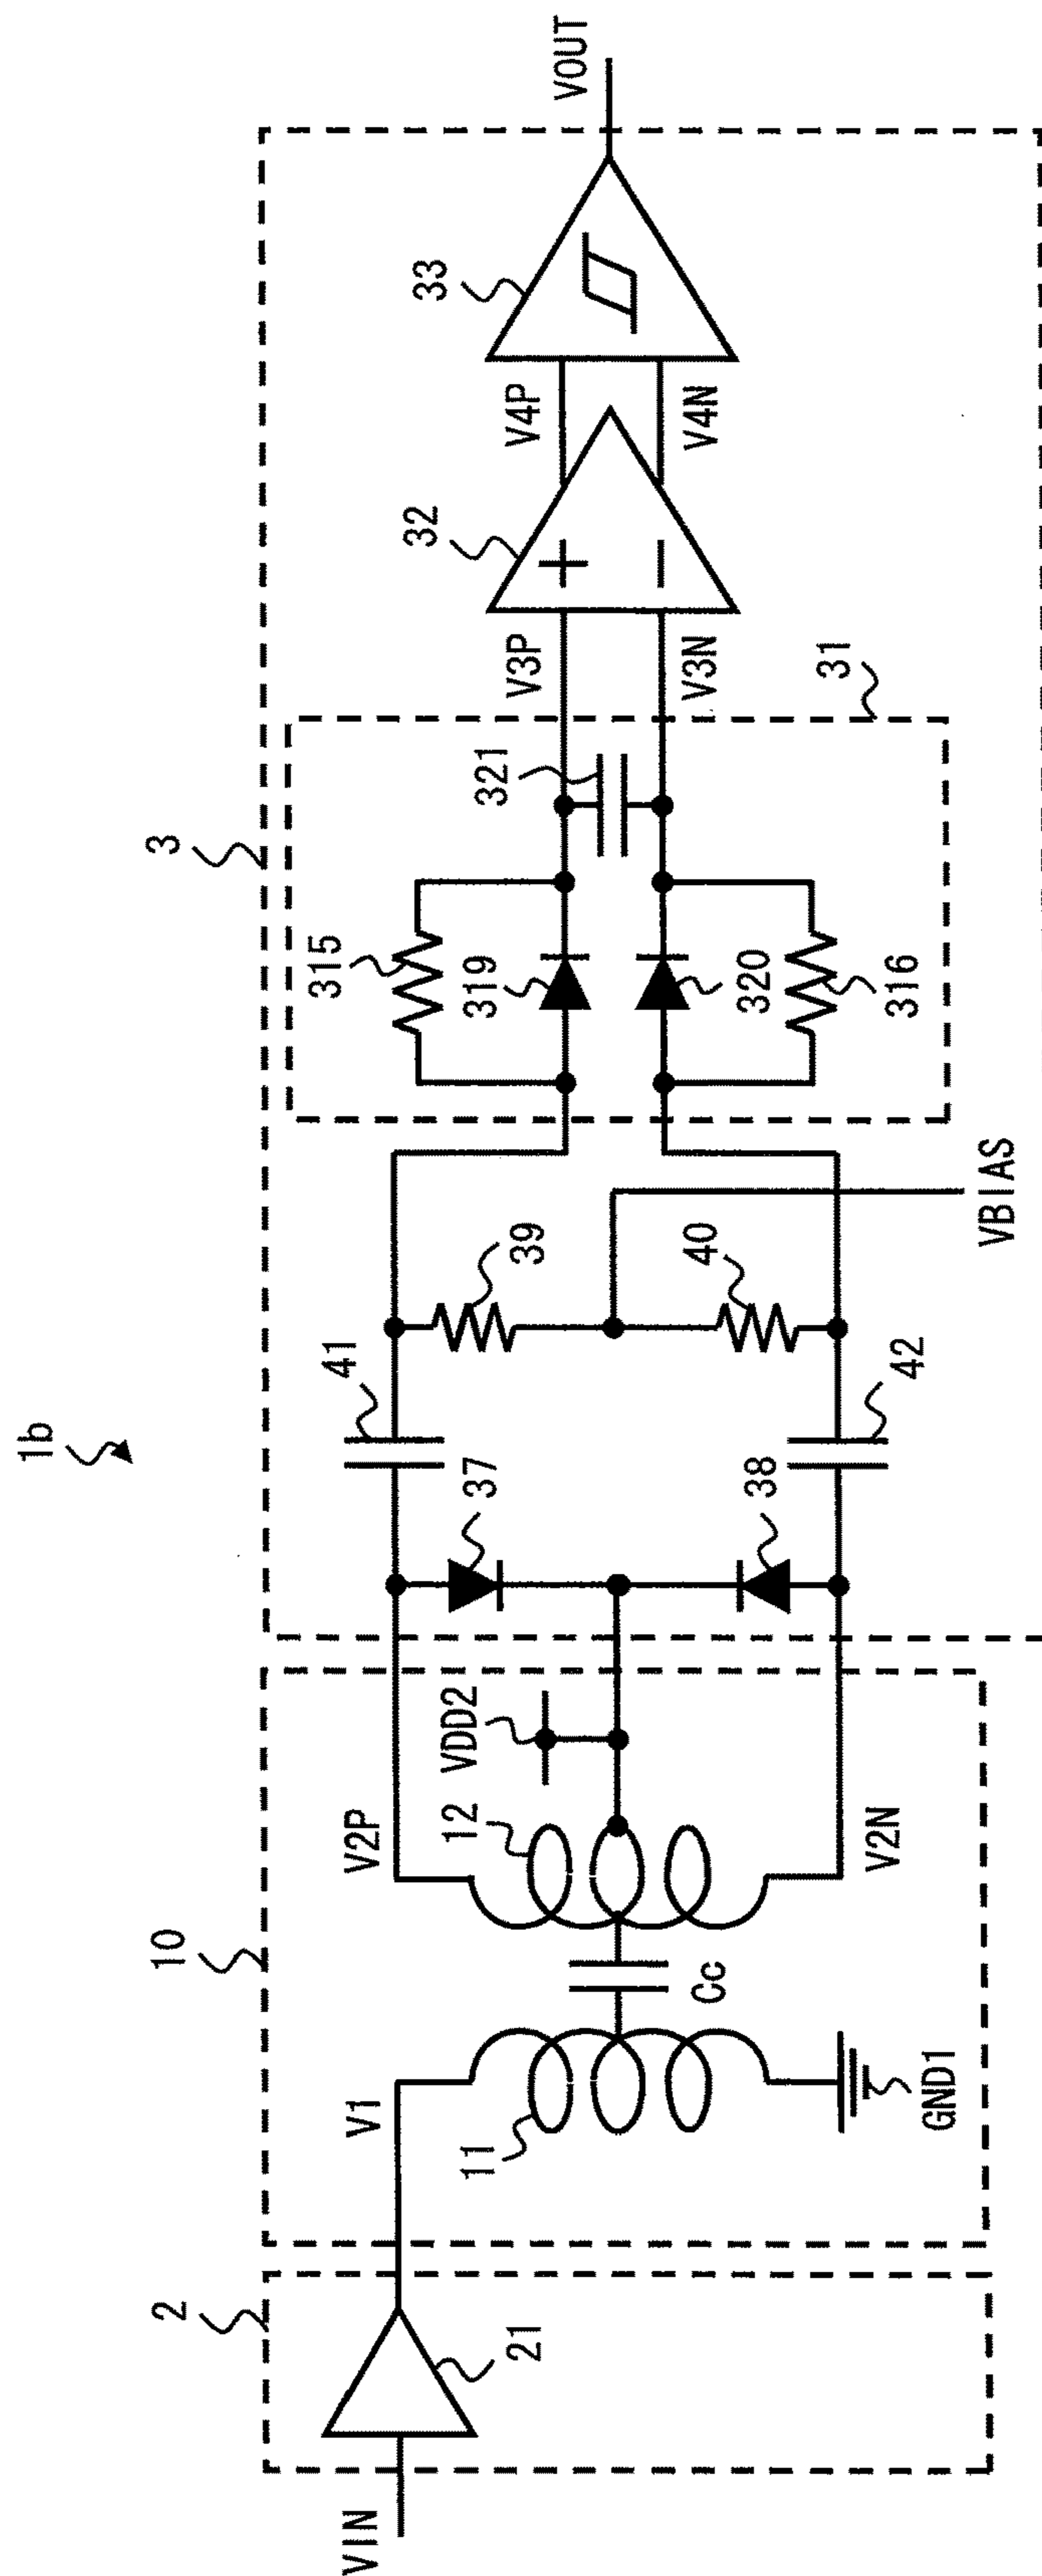 1b
2
10
3
VIN
21
V1
11
GND1
Cc
12
VDD2
V2P
V2N
37
38
41
42
39
40
VBIAS
315
319
320
316
321
31
V3P
V3N
32
V4P
V4N
33
VOUT